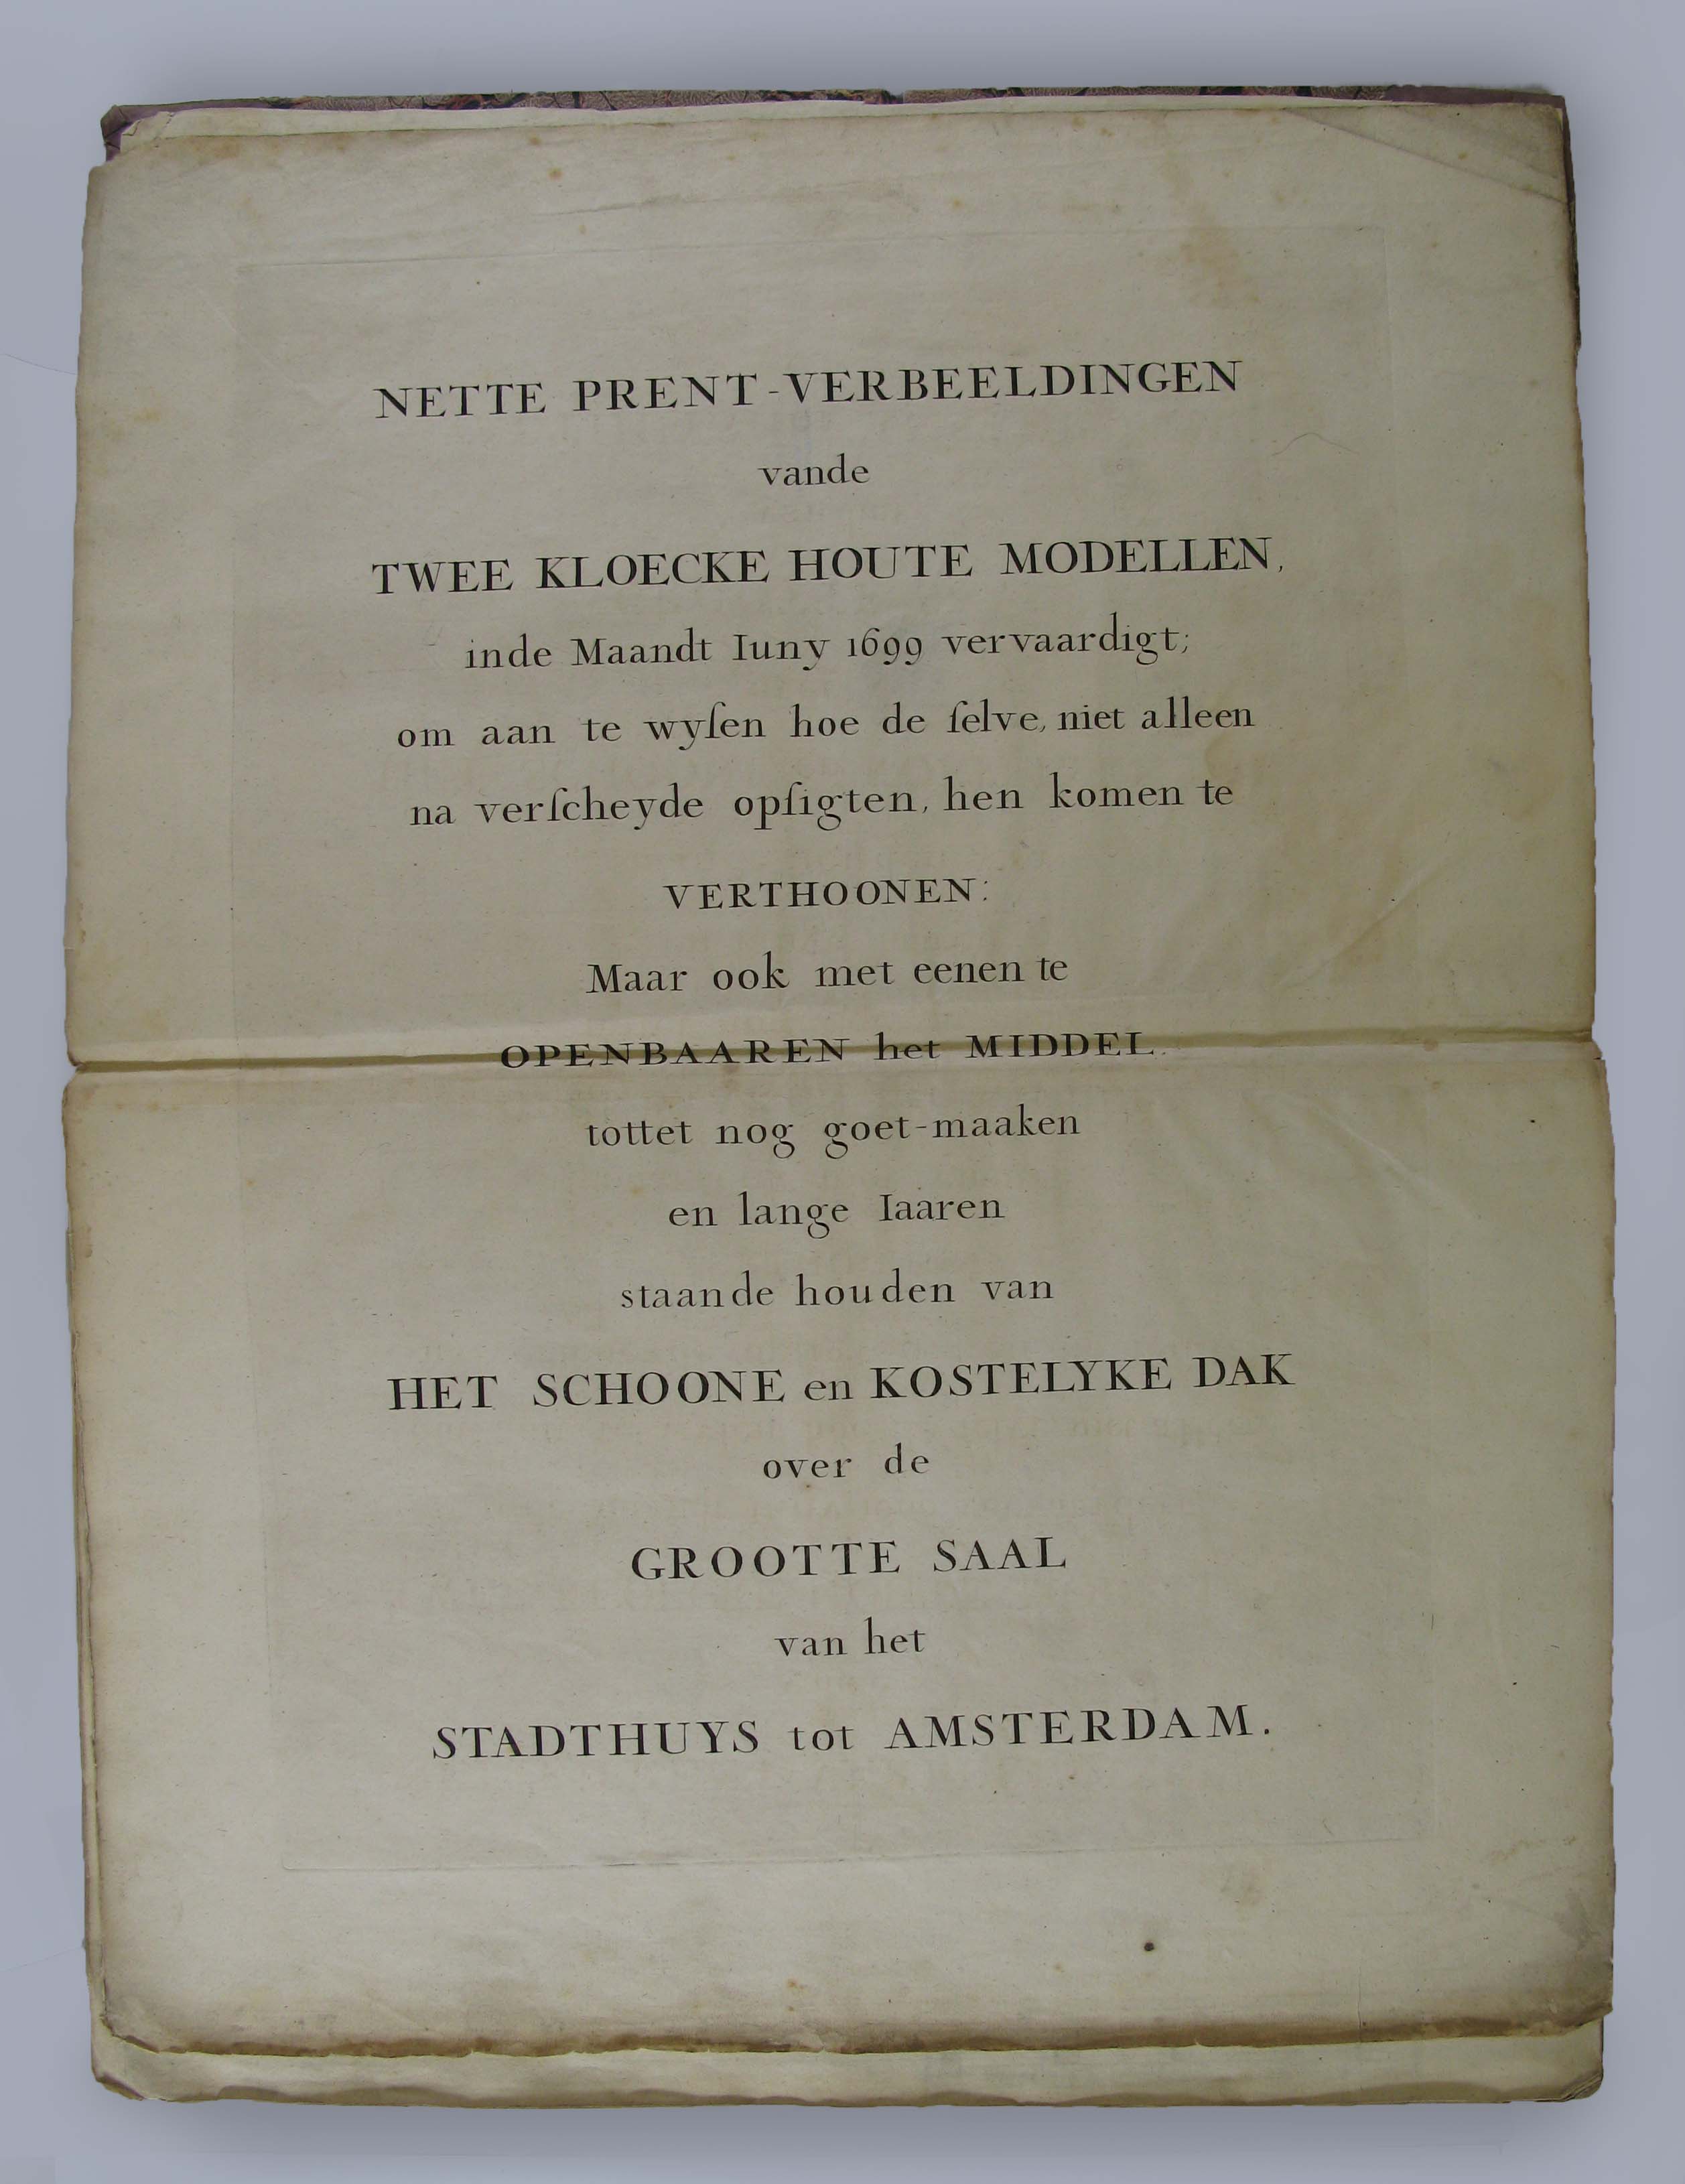 NETTE PRENT-VERBEELDINGEN
vande
TWEE KLOECKE HOUTE MODELLEN,
inde Maandt Iuny 1699 vervaardigt;
om aan te wyſen hoe de ſelve, niet alleen
na verſcheyde opſigten, hen komen te
VERTHOONEN:
Maar ook met eenen te
OPENBAAREN het MIDDEL.
tottet nog goet-maaken
en lange Iaaren
staande houden van
HET SCHOONE en KOSTELYKE DAK
over de
GROOTTE SAAL
van het
STADTHUYS tot AMSTERDAM.